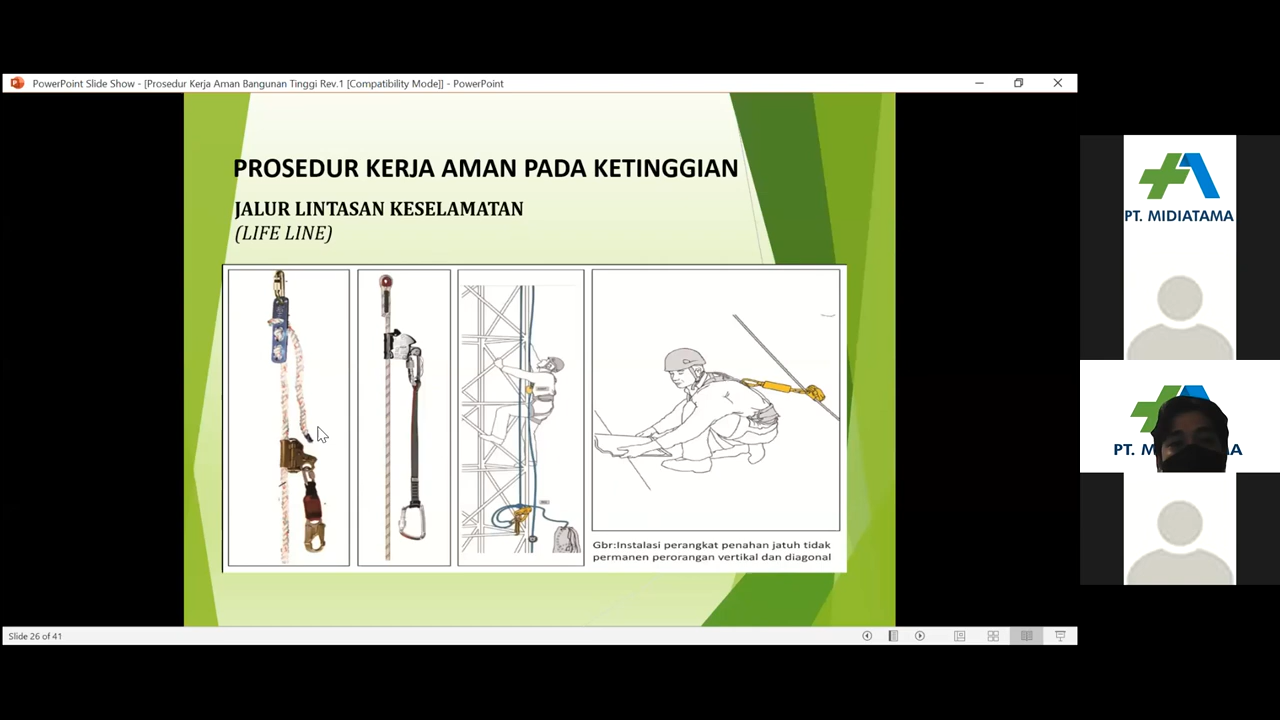 PowerPoint Slide Show - [Prosedur Kerja Aman Bangunan Tinggi Rev.1 [Compatibility Mode]] - PowerPoint
PROSEDUR KERJA AMAN PADA KETINGGIAN
JALUR LINTASAN KESELAMATAN
(LIFE LINE)
Gbr:Instalasi perangkat penahan jatuh tidak
permanen perorangan vertikal dan diagonal
Slide 26 of 41
PT. MIDIATAMA
PT. M MA